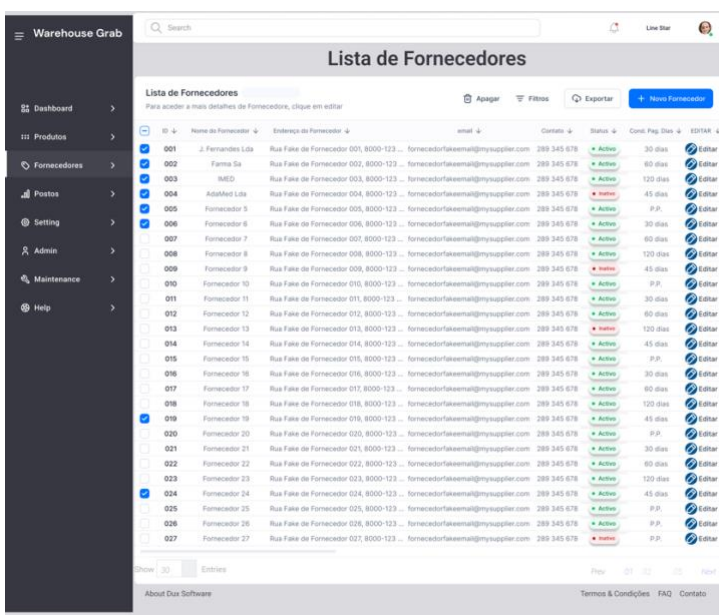 Warehouse Grab
Search
Line Star
Lista de Fornecedores
Dashboard
Produtos
Fornecedores
Postos
Setting
Admin
Maintenance
Help
Lista de Fornecedores
Para aceder a mais detalhes de Fornecedore, clique em editar
Apagar Filtros Exportar + Novo Fornecedor
ID Nome do Fornecedor Endereço do Fornecedor email Contato Status Cond. Pag. Dias EDITAR
001 J. Fernandes Lda Rua Fake de Fornecedor 001, 8000-123 ... fornecedorfakeemail@mysupplier.com 289 345 678 Activo 30 dias Editar
002 Farma Sa Rua Fake de Fornecedor 002, 8000-123 ... fornecedorfakeemail@mysupplier.com 289 345 678 Activo 60 dias Editar
003 IMED Rua Fake de Fornecedor 003, 8000-123 ... fornecedorfakeemail@mysupplier.com 289 345 678 Activo 120 dias Editar
004 AdaMed Lda Rua Fake de Fornecedor 004, 8000-123 ... fornecedorfakeemail@mysupplier.com 289 345 678 Inativo 45 dias Editar
005 Fornecedor 5 Rua Fake de Fornecedor 005, 8000-123 ... fornecedorfakeemail@mysupplier.com 289 345 678 Activo P.P. Editar
006 Fornecedor 6 Rua Fake de Fornecedor 006, 8000-123 ... fornecedorfakeemail@mysupplier.com 289 345 678 Activo 30 dias Editar
007 Fornecedor 7 Rua Fake de Fornecedor 007, 8000-123 ... fornecedorfakeemail@mysupplier.com 289 345 678 Activo 60 dias Editar
008 Fornecedor 8 Rua Fake de Fornecedor 008, 8000-123 ... fornecedorfakeemail@mysupplier.com 289 345 678 Activo 120 dias Editar
009 Fornecedor 9 Rua Fake de Fornecedor 009, 8000-123 ... fornecedorfakeemail@mysupplier.com 289 345 678 Inativo 45 dias Editar
010 Fornecedor 10 Rua Fake de Fornecedor 010, 8000-123 ... fornecedorfakeemail@mysupplier.com 289 345 678 Activo P.P. Editar
011 Fornecedor 11 Rua Fake de Fornecedor 011, 8000-123 ... fornecedorfakeemail@mysupplier.com 289 345 678 Activo 30 dias Editar
012 Fornecedor 12 Rua Fake de Fornecedor 012, 8000-123 ... fornecedorfakeemail@mysupplier.com 289 345 678 Activo 60 dias Editar
013 Fornecedor 13 Rua Fake de Fornecedor 013, 8000-123 ... fornecedorfakeemail@mysupplier.com 289 345 678 Inativo 120 dias Editar
014 Fornecedor 14 Rua Fake de Fornecedor 014, 8000-123 ... fornecedorfakeemail@mysupplier.com 289 345 678 Activo 45 dias Editar
015 Fornecedor 15 Rua Fake de Fornecedor 015, 8000-123 ... fornecedorfakeemail@mysupplier.com 289 345 678 Activo P.P. Editar
016 Fornecedor 16 Rua Fake de Fornecedor 016, 8000-123 ... fornecedorfakeemail@mysupplier.com 289 345 678 Activo 30 dias Editar
017 Fornecedor 17 Rua Fake de Fornecedor 017, 8000-123 ... fornecedorfakeemail@mysupplier.com 289 345 678 Activo 60 dias Editar
018 Fornecedor 18 Rua Fake de Fornecedor 018, 8000-123 ... fornecedorfakeemail@mysupplier.com 289 345 678 Activo 120 dias Editar
019 Fornecedor 19 Rua Fake de Fornecedor 019, 8000-123 ... fornecedorfakeemail@mysupplier.com 289 345 678 Activo 45 dias Editar
020 Fornecedor 20 Rua Fake de Fornecedor 020, 8000-123 ... fornecedorfakeemail@mysupplier.com 289 345 678 Activo P.P. Editar
021 Fornecedor 21 Rua Fake de Fornecedor 021, 8000-123 ... fornecedorfakeemail@mysupplier.com 289 345 678 Activo 30 dias Editar
022 Fornecedor 22 Rua Fake de Fornecedor 022, 8000-123 ... fornecedorfakeemail@mysupplier.com 289 345 678 Activo 60 dias Editar
023 Fornecedor 23 Rua Fake de Fornecedor 023, 8000-123 ... fornecedorfakeemail@mysupplier.com 289 345 678 Activo 120 dias Editar
024 Fornecedor 24 Rua Fake de Fornecedor 024, 8000-123 ... fornecedorfakeemail@mysupplier.com 289 345 678 Activo 45 dias Editar
025 Fornecedor 25 Rua Fake de Fornecedor 025, 8000-123 ... fornecedorfakeemail@mysupplier.com 289 345 678 Activo P.P. Editar
026 Fornecedor 26 Rua Fake de Fornecedor 026, 8000-123 ... fornecedorfakeemail@mysupplier.com 289 345 678 Activo P.P. Editar
027 Fornecedor 27 Rua Fake de Fornecedor 027, 8000-123 ... fornecedorfakeemail@mysupplier.com 289 345 678 Inativo P.P. Editar
Show 30 Entries
Prev 01 Next
About Dux Software Termos & Condições FAQ Contato